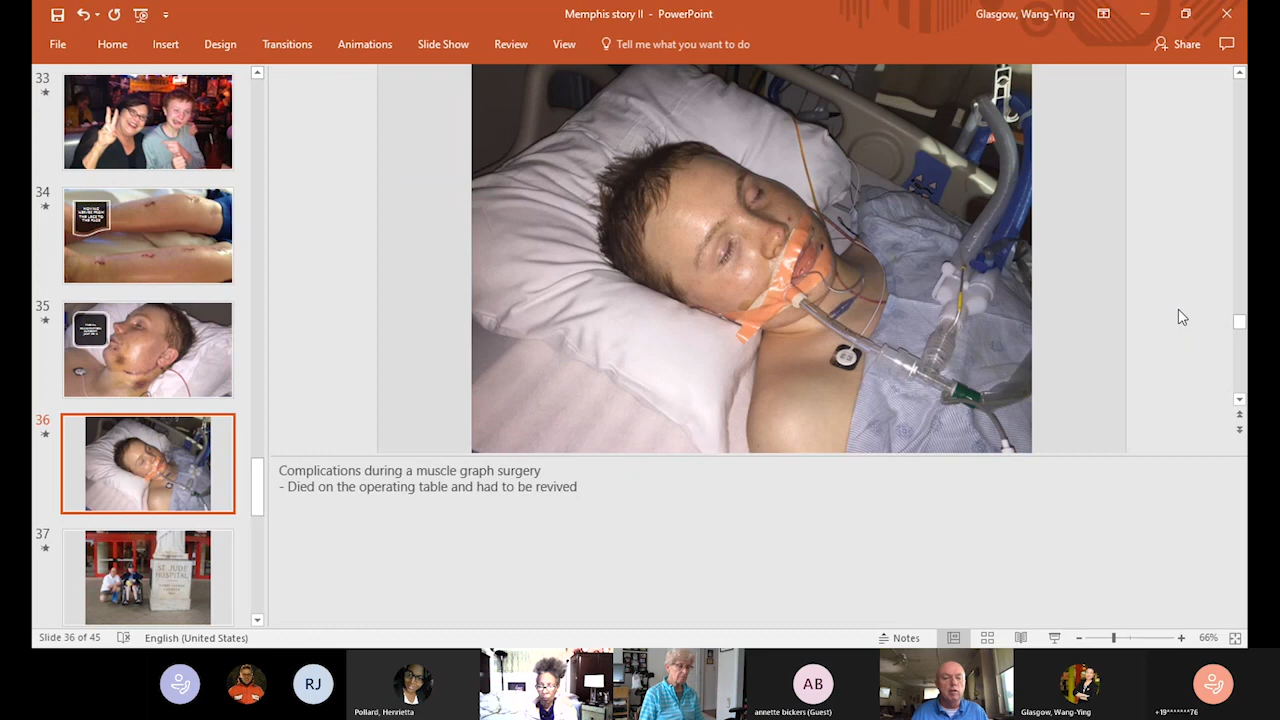 Memphis story II - PowerPoint
Glasgow, Wang-Ying
File Home Insert Design Transitions Animations Slide Show Review View Tell me what you want to do
Share
33
34
35
36
37
ST JUDE
HOSPITAL
Complications during a muscle graph surgery
- Died on the operating table and had to be revived
Slide 36 of 45
English (United States)
Notes
66%
RJ
AB
Pollard, Henrietta
annette bickers (Guest)
Glasgow, Wang-Ying
+19*******76